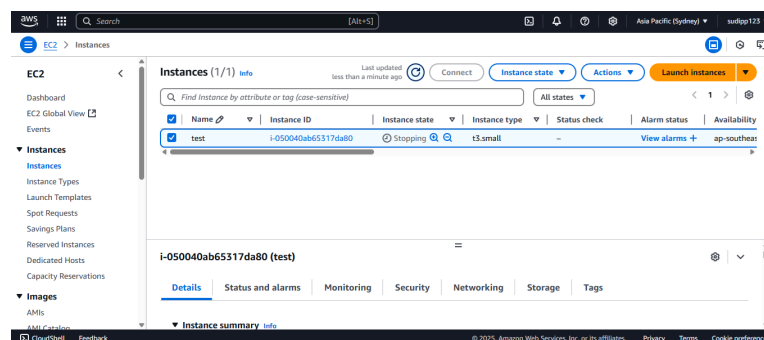 aws Search [Alt+S] Asia Pacific (Sydney) ▼ sudipp123
EC2 > Instances
EC2
Dashboard
EC2 Global View
Events
▼ Instances
Instances
Instance Types
Launch Templates
Spot Requests
Savings Plans
Reserved Instances
Dedicated Hosts
Capacity Reservations
▼ Images
AMIs
AMI Catalog
Instances (1/1) Info
Last updated
less than a minute ago
Connect Instance state ▼ Actions ▼ Launch instances ▼
Find Instance by attribute or tag (case-sensitive) All states ▼ < 1 >
Name Instance ID Instance state Instance type Status check Alarm status Availability
test i-050040ab65317da80 Stopping t3.small – View alarms + ap-southeas
i-050040ab65317da80 (test)
Details Status and alarms Monitoring Security Networking Storage Tags
▼ Instance summary Info
CloudShell Feedback © 2025, Amazon Web Services, Inc. or its affiliates. Privacy Terms Cookie preference